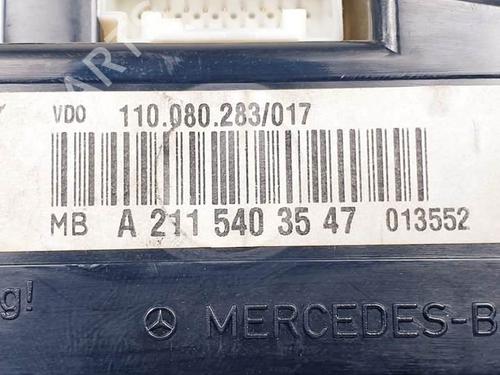 VDO 110.080.283/017
MB A 211 540 35 47 013552
g!
MERCEDES-B